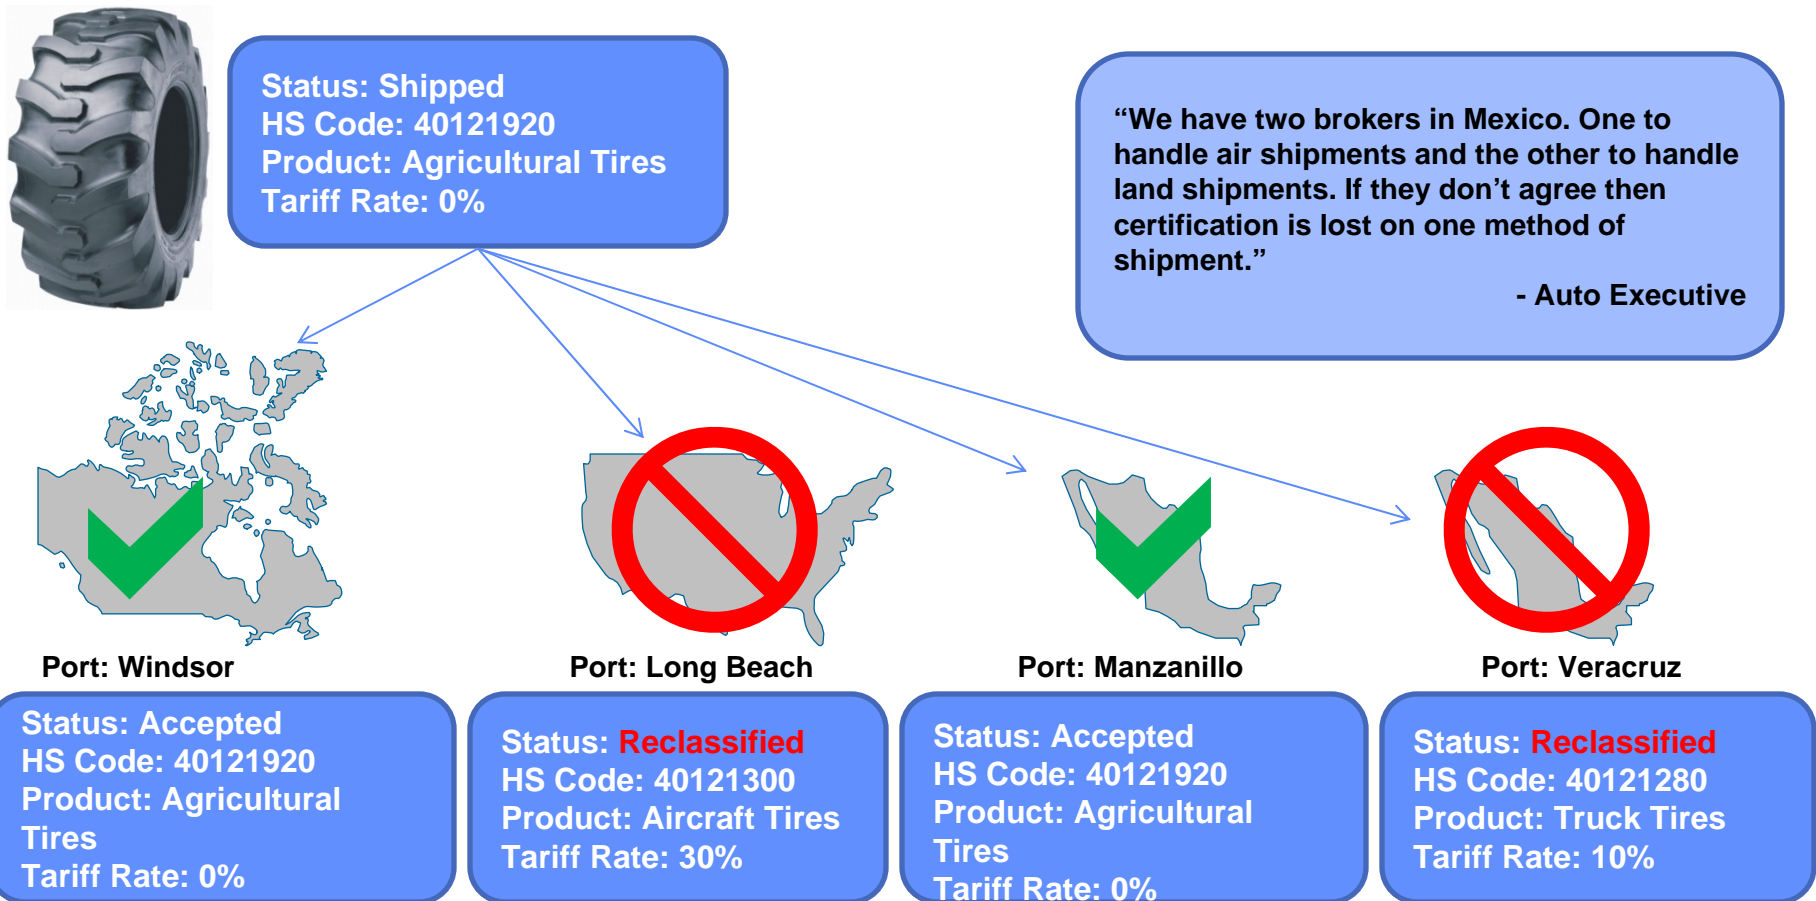 Status: Shipped
HS Code: 40121920
Product: Agricultural Tires
Tariff Rate: 0%
“We have two brokers in Mexico. One to
handle air shipments and the other to handle
land shipments. If they don’t agree then
certification is lost on one method of
shipment.”
- Auto Executive
Port: Windsor
Status: Accepted
HS Code: 40121920
Product: Agricultural
Tires
Tariff Rate: 0%
Port: Long Beach
Status: Reclassified
HS Code: 40121300
Product: Aircraft Tires
Tariff Rate: 30%
Port: Manzanillo
Status: Accepted
HS Code: 40121920
Product: Agricultural
Tires
Tariff Rate: 0%
Port: Veracruz
Status: Reclassified
HS Code: 40121280
Product: Truck Tires
Tariff Rate: 10%